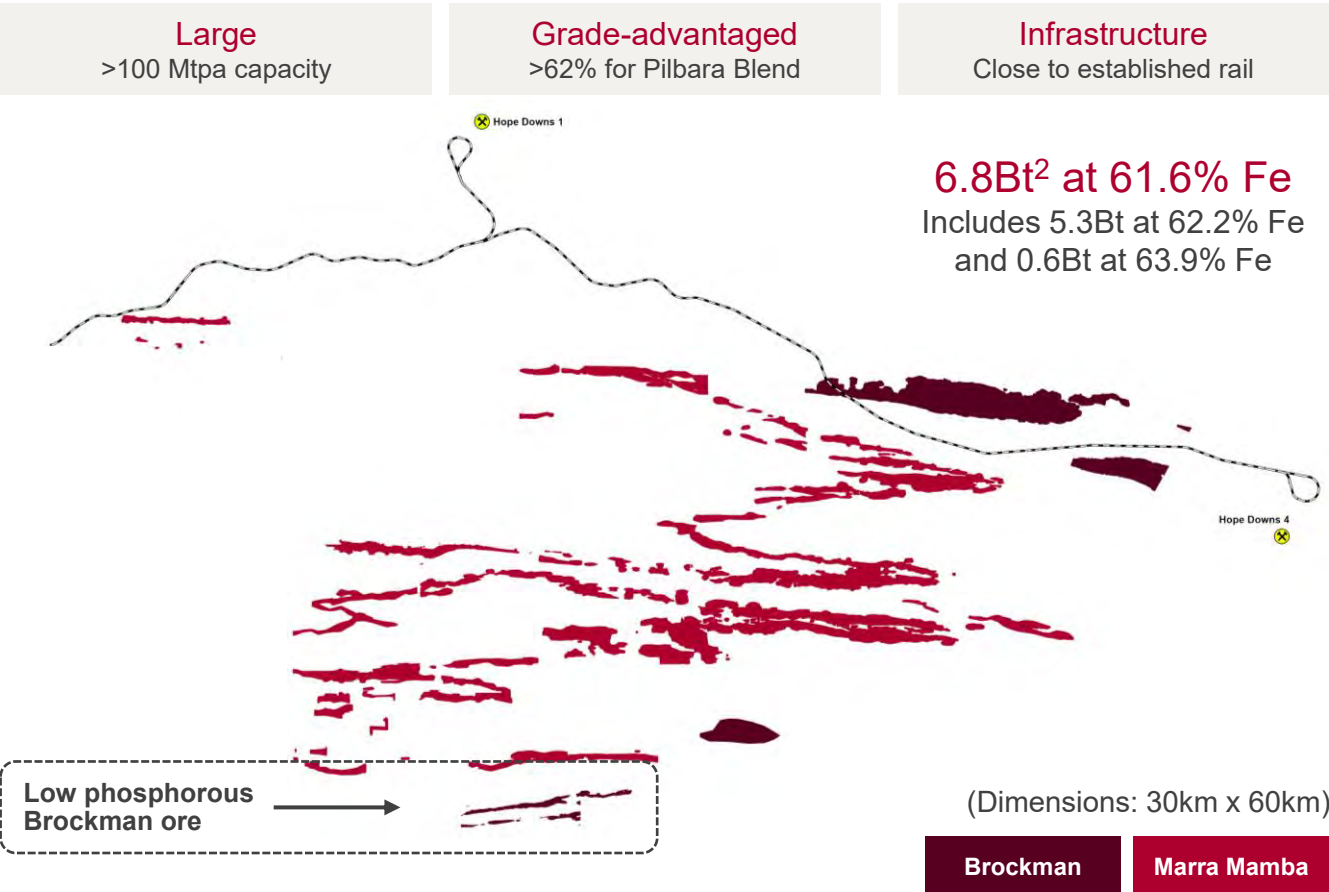 Large
>100 Mtpa capacity
Grade-advantaged
>62% for Pilbara Blend
Infrastructure
Close to established rail
Hope Downs 1
6.8Bt² at 61.6% Fe
Includes 5.3Bt at 62.2% Fe
and 0.6Bt at 63.9% Fe
Hope Downs 4
Low phosphorous
Brockman ore
(Dimensions: 30km x 60km)
Brockman
Marra Mamba